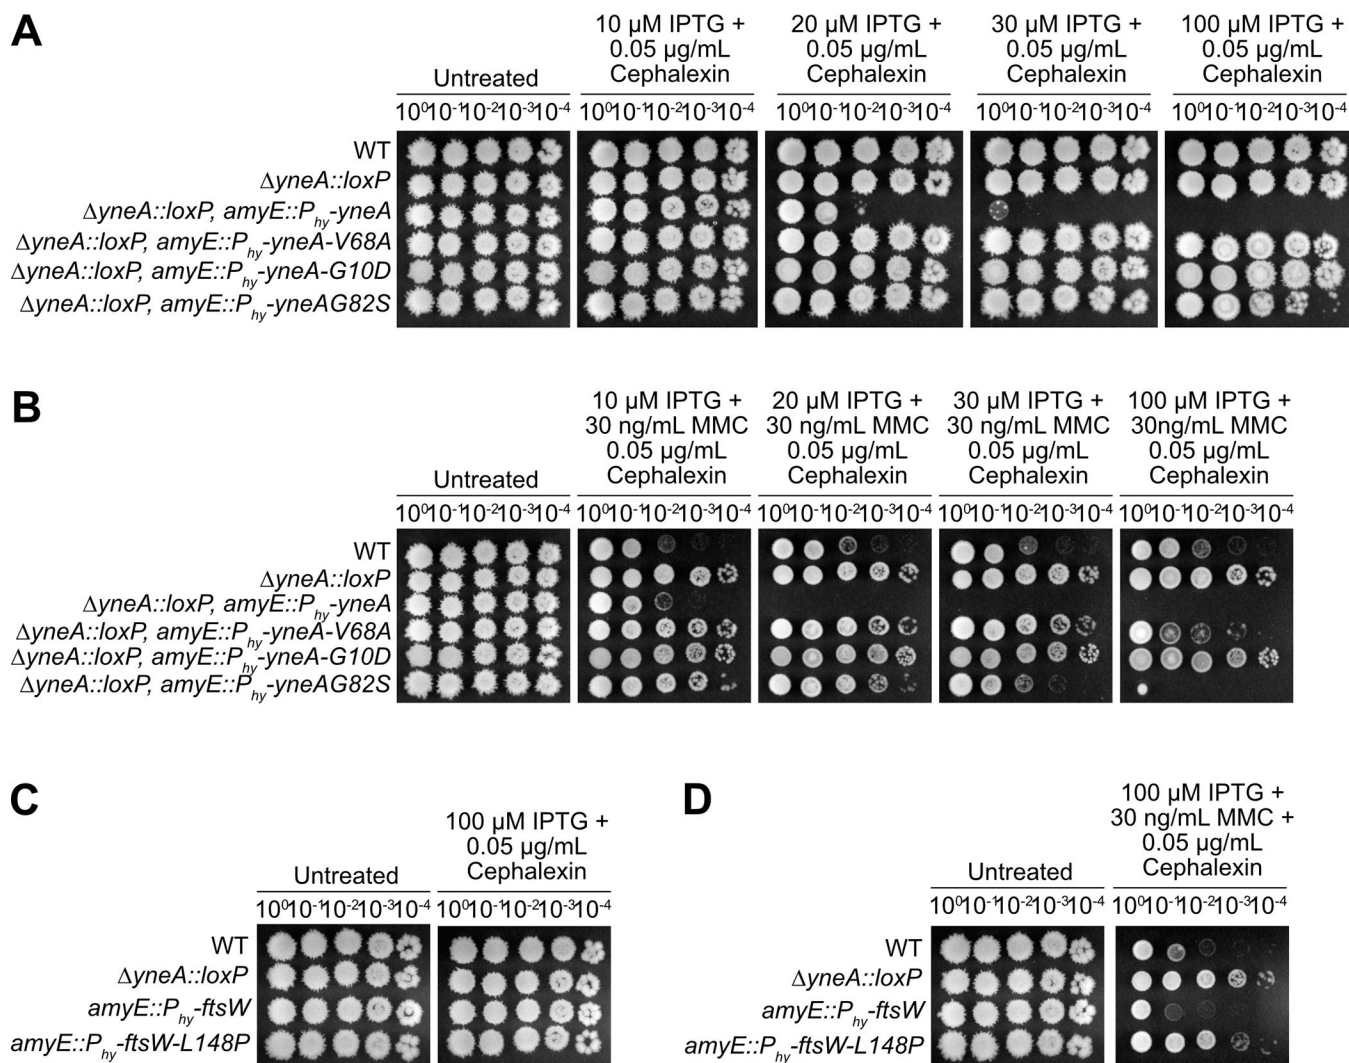 A
10 µM IPTG + 20 µM IPTG + 30 µM IPTG + 100 µM IPTG +
0.05 µg/mL 0.05 µg/mL 0.05 µg/mL 0.05 µg/mL
Untreated Cephalexin Cephalexin Cephalexin Cephalexin
10⁰10⁻¹10⁻²10⁻³10⁻⁴ 10⁰10⁻¹10⁻²10⁻³10⁻⁴ 10⁰10⁻¹10⁻²10⁻³10⁻⁴ 10⁰10⁻¹10⁻²10⁻³10⁻⁴ 10⁰10⁻¹10⁻²10⁻³10⁻⁴
WT
ΔyneA::loxP
ΔyneA::loxP, amyE::Phy-yneA
ΔyneA::loxP, amyE::Phy-yneA-V68A
ΔyneA::loxP, amyE::Phy-yneA-G10D
ΔyneA::loxP, amyE::Phy-yneAG82S
B
10 µM IPTG + 20 µM IPTG + 30 µM IPTG + 100 µM IPTG +
30 ng/mL MMC 30 ng/mL MMC 30 ng/mL MMC 30ng/mL MMC
0.05 µg/mL 0.05 µg/mL 0.05 µg/mL 0.05 µg/mL
Untreated Cephalexin Cephalexin Cephalexin Cephalexin
10⁰10⁻¹10⁻²10⁻³10⁻⁴ 10⁰10⁻¹10⁻²10⁻³10⁻⁴ 10⁰10⁻¹10⁻²10⁻³10⁻⁴ 10⁰10⁻¹10⁻²10⁻³10⁻⁴ 10⁰10⁻¹10⁻²10⁻³10⁻⁴
WT
ΔyneA::loxP
ΔyneA::loxP, amyE::Phy-yneA
ΔyneA::loxP, amyE::Phy-yneA-V68A
ΔyneA::loxP, amyE::Phy-yneA-G10D
ΔyneA::loxP, amyE::Phy-yneAG82S
C
100 µM IPTG +
0.05 µg/mL
Untreated Cephalexin
10⁰10⁻¹10⁻²10⁻³10⁻⁴ 10⁰10⁻¹10⁻²10⁻³10⁻⁴
WT
ΔyneA::loxP
amyE::Phy-ftsW
amyE::Phy-ftsW-L148P
D
100 µM IPTG +
30 ng/mL MMC +
0.05 µg/mL
Untreated Cephalexin
10⁰10⁻¹10⁻²10⁻³10⁻⁴ 10⁰10⁻¹10⁻²10⁻³10⁻⁴
WT
ΔyneA::loxP
amyE::Phy-ftsW
amyE::Phy-ftsW-L148P